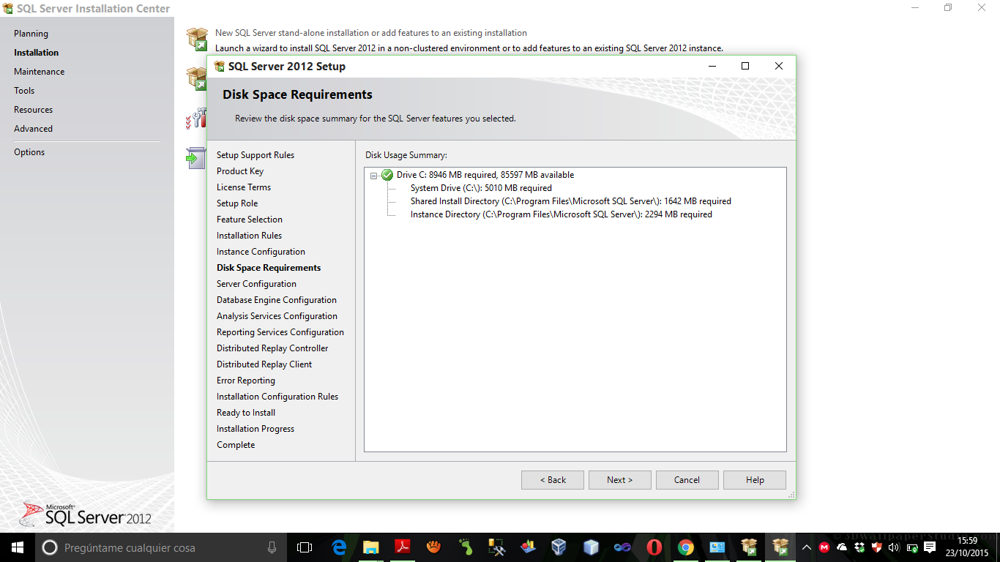 SQL Server Installation Center
Planning
Installation
Maintenance
Tools
Resources
Advanced
Options
New SQL Server stand-alone installation or add features to an existing installation
Launch a wizard to install SQL Server 2012 in a non-clustered environment or to add features to an existing SQL Server 2012 instance.
SQL Server 2012 Setup
Disk Space Requirements
Review the disk space summary for the SQL Server features you selected.
Setup Support Rules
Product Key
License Terms
Setup Role
Feature Selection
Installation Rules
Instance Configuration
Disk Space Requirements
Server Configuration
Database Engine Configuration
Analysis Services Configuration
Reporting Services Configuration
Distributed Replay Controller
Distributed Replay Client
Error Reporting
Installation Configuration Rules
Ready to Install
Installation Progress
Complete
Disk Usage Summary:
Drive C: 8946 MB required, 85597 MB available
System Drive (C:\): 5010 MB required
Shared Install Directory (C:\Program Files\Microsoft SQL Server\): 1642 MB required
Instance Directory (C:\Program Files\Microsoft SQL Server\): 2294 MB required
< Back
Next >
Cancel
Help
Microsoft®
SQL Server® 2012
Pregúntame cualquier cosa
© 3DWallpaperStudio.com
15:59
23/10/2015